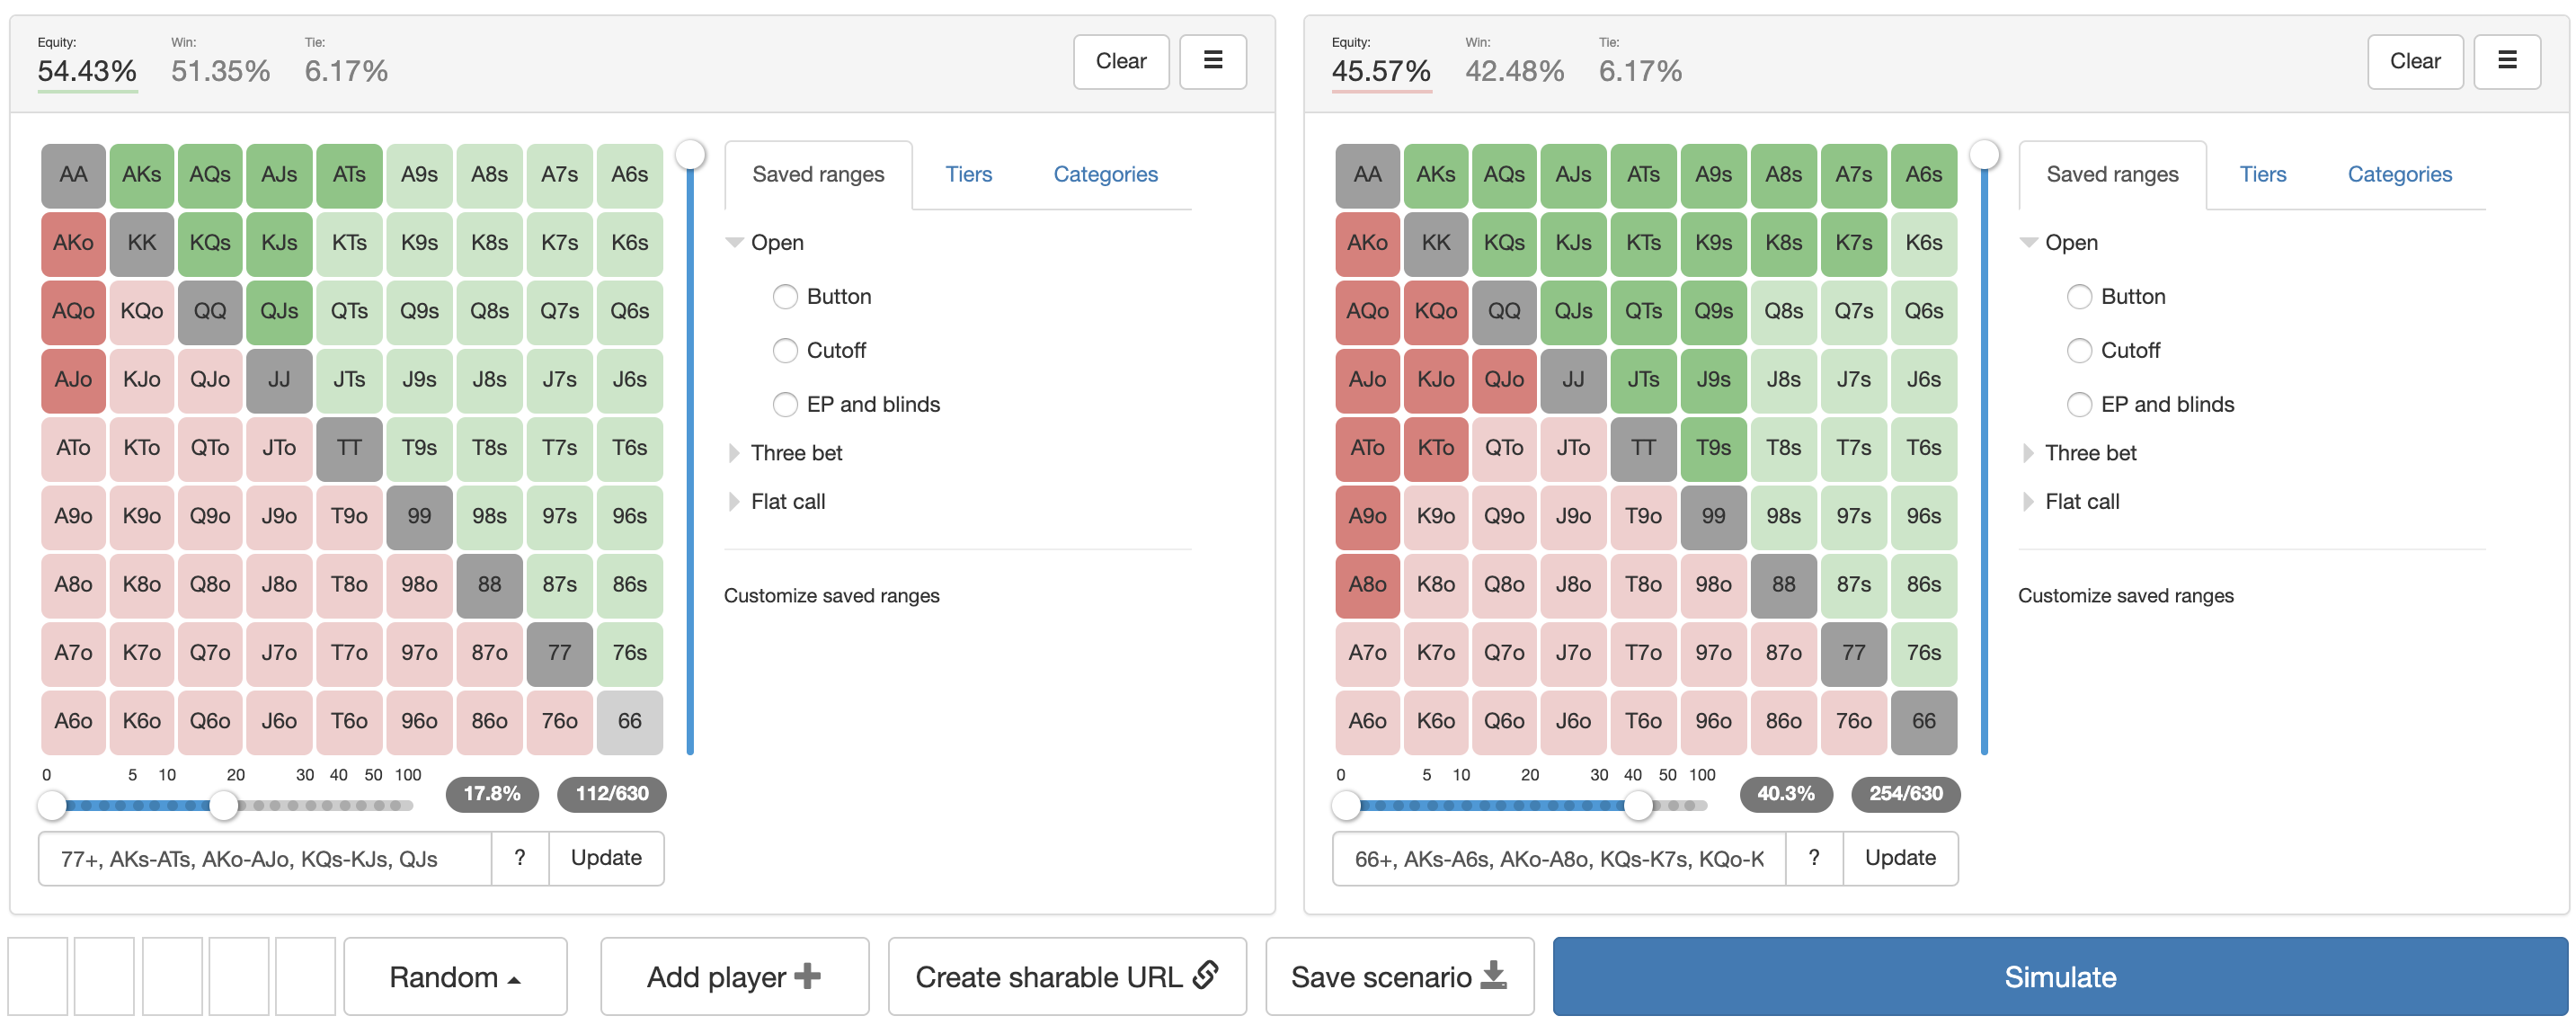 Equity: Win: Tie:
54.43% 51.35% 6.17% Clear
AA AKs AQs AJs ATs A9s A8s A7s A6s
AKo KK KQs KJs KTs K9s K8s K7s K6s
AQo KQo QQ QJs QTs Q9s Q8s Q7s Q6s
AJo KJo QJo JJ JTs J9s J8s J7s J6s
ATo KTo QTo JTo TT T9s T8s T7s T6s
A9o K9o Q9o J9o T9o 99 98s 97s 96s
A8o K8o Q8o J8o T8o 98o 88 87s 86s
A7o K7o Q7o J7o T7o 97o 87o 77 76s
A6o K6o Q6o J6o T6o 96o 86o 76o 66
0 5 10 20 30 40 50 100
17.8% 112/630
77+, AKs-ATs, AKo-AJo, KQs-KJs, QJs ? Update
Saved ranges Tiers Categories
Open
Button
Cutoff
EP and blinds
Three bet
Flat call
Customize saved ranges
Equity: Win: Tie:
45.57% 42.48% 6.17% Clear
AA AKs AQs AJs ATs A9s A8s A7s A6s
AKo KK KQs KJs KTs K9s K8s K7s K6s
AQo KQo QQ QJs QTs Q9s Q8s Q7s Q6s
AJo KJo QJo JJ JTs J9s J8s J7s J6s
ATo KTo QTo JTo TT T9s T8s T7s T6s
A9o K9o Q9o J9o T9o 99 98s 97s 96s
A8o K8o Q8o J8o T8o 98o 88 87s 86s
A7o K7o Q7o J7o T7o 97o 87o 77 76s
A6o K6o Q6o J6o T6o 96o 86o 76o 66
0 5 10 20 30 40 50 100
40.3% 254/630
66+, AKs-A6s, AKo-A8o, KQs-K7s, KQo-K ? Update
Saved ranges Tiers Categories
Open
Button
Cutoff
EP and blinds
Three bet
Flat call
Customize saved ranges
Random Add player Create sharable URL Save scenario Simulate